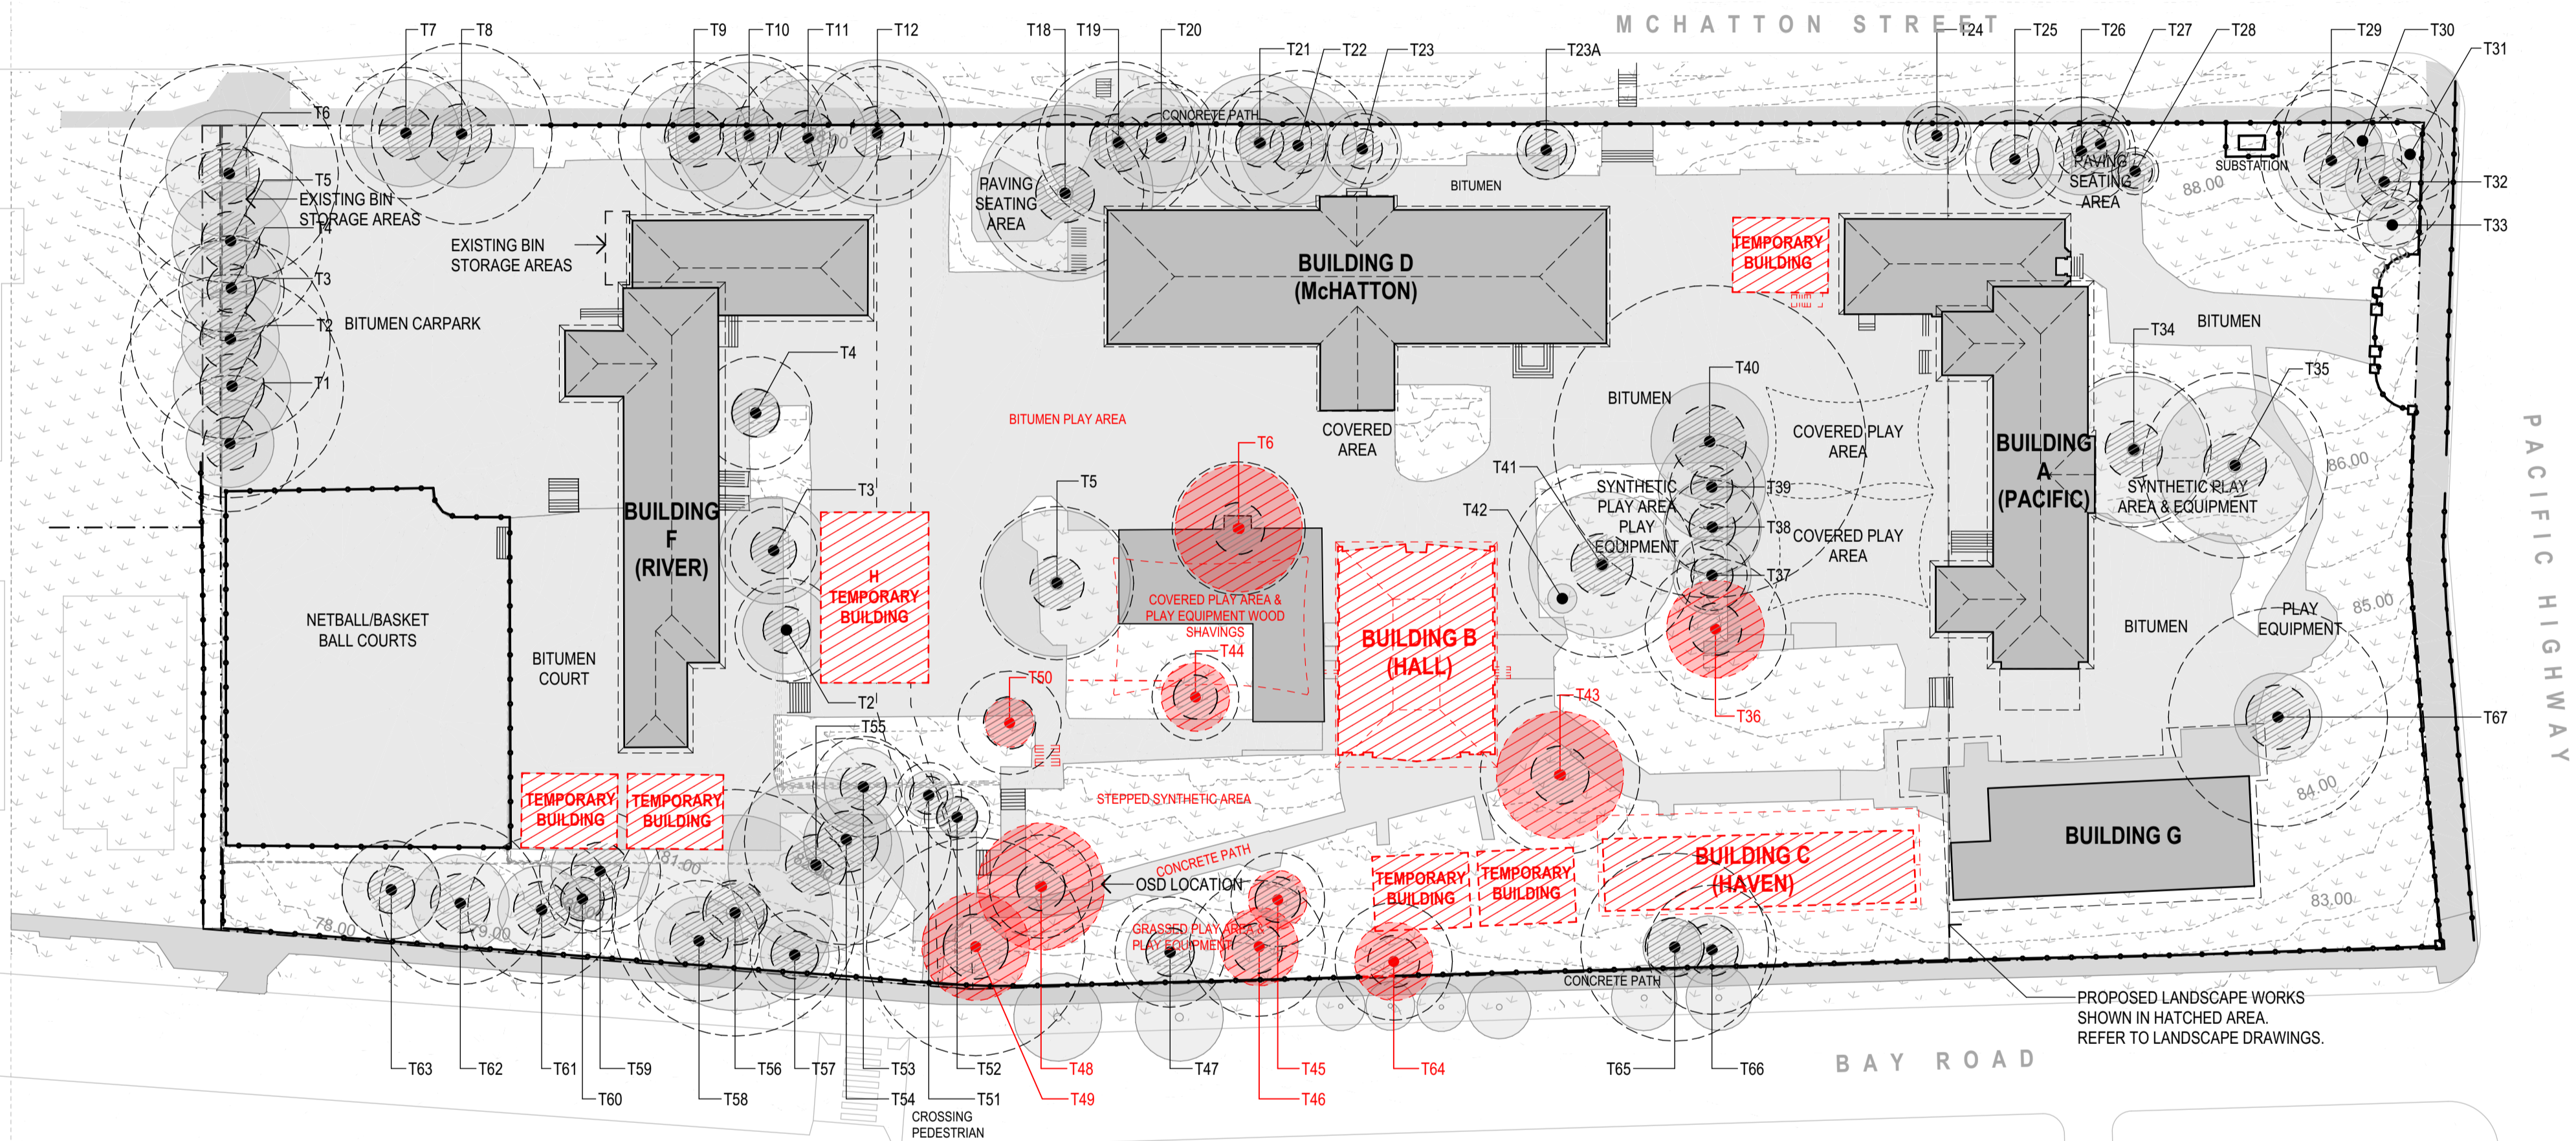 MCHATTON STREET
T7
T8
T9
T10
T11
T12
T18
T19
T20
T21
T22
T23
T23A
T24
T25
T26
T27
T28
T29
T30
T31
T32
T33
T6
T5
EXISTING BIN
STORAGE AREAS
T4
T3
T2
T1
BITUMEN CARPARK
EXISTING BIN
STORAGE AREAS
CONCRETE PATH
PAVING
SEATING
AREA
BITUMEN
BUILDING D
(McHATTON)
COVERED
AREA
TEMPORARY
BUILDING
PAVING
SEATING
AREA
88.00
SUBSTATION
BITUMEN
T34
T35
PACIFIC HIGHWAY
T4
T3
T2
BUILDING
F
(RIVER)
H
TEMPORARY
BUILDING
BITUMEN PLAY AREA
T5
T6
COVERED PLAY AREA &
PLAY EQUIPMENT WOOD
SHAVINGS
T44
T50
BUILDING B
(HALL)
T40
BITUMEN
COVERED PLAY
AREA
T41
T42
SYNTHETIC
PLAY AREA
PLAY
EQUIPMENT
T39
T38
T37
COVERED PLAY
AREA
T36
T43
BUILDING
A
(PACIFIC)
SYNTHETIC PLAY
AREA & EQUIPMENT
86.00
85.00
PLAY
EQUIPMENT
BITUMEN
T67
84.00
83.00
BUILDING G
NETBALL/BASKET
BALL COURTS
BITUMEN
COURT
TEMPORARY
BUILDING
TEMPORARY
BUILDING
T55
81.00
78.00
79.00
STEPPED SYNTHETIC AREA
CONCRETE PATH
OSD LOCATION
GRASSED PLAY AREA &
PLAY EQUIPMENT
TEMPORARY
BUILDING
TEMPORARY
BUILDING
BUILDING C
(HAVEN)
CONCRETE PATH
PROPOSED LANDSCAPE WORKS
SHOWN IN HATCHED AREA.
REFER TO LANDSCAPE DRAWINGS.
BAY ROAD
T63
T62
T61
T59
T60
T56
T57
T58
T53
T54
T52
T51
T48
T49
T47
T45
T46
T64
T65
T66
CROSSING
PEDESTRIAN